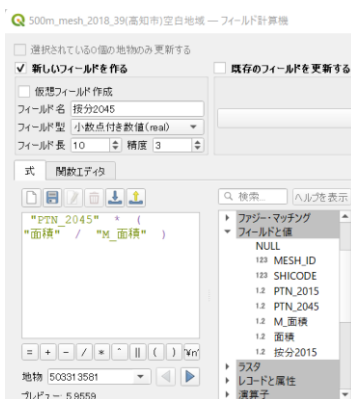 500m_mesh_2018_39(高知市)空白地域 — フィールド計算機
選択されている0個の地物のみ更新する
新しいフィールドを作る
既存のフィールドを更新する
仮想フィールド作成
フィールド名 按分2045
フィールド型 小数点付き数値(real)
フィールド長 10 精度 3
式 関数エディタ
検索... ヘルプを表示
"PTN_2045" * (
"面積" / "M_面積" )
ファジー・マッチング
フィールドと値
NULL
123 MESH_ID
123 SHICODE
1.2 PTN_2015
1.2 PTN_2045
1.2 M_面積
1.2 面積
1.2 按分2015
ラスタ
レコードと属性
演算子
= + - / * ^ || ( ) '¥n'
地物 503313581
プレビュー: 5.9559